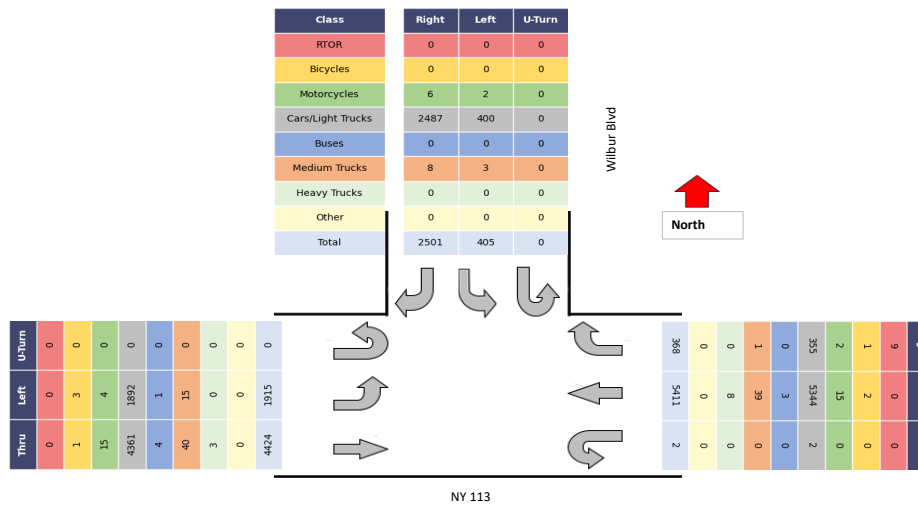 Class Right Left U-Turn
RTOR 0 0 0
Bicycles 0 0 0
Motorcycles 6 2 0
Cars/Light Trucks 2487 400 0
Buses 0 0 0
Medium Trucks 8 3 0
Heavy Trucks 0 0 0
Other 0 0 0
Total 2501 405 0
Wilbur Blvd
North
U-Turn 0 0 0 0 0 0 0 0 0
Left 0 3 4 1892 1 15 0 0 1915
Thru 0 1 15 4361 4 40 3 0 4424
368 0 0 1 0 355 2 1 9
5411 0 8 39 3 5344 15 2 0
2 0 0 0 0 2 0 0 0
NY 113